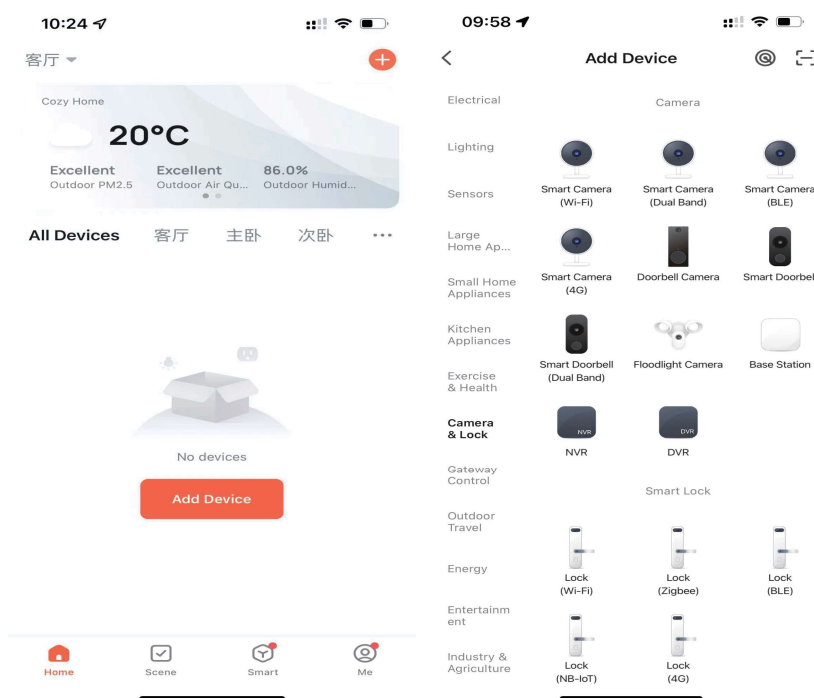 10:24
客厅
Cozy Home
20°C
Excellent
Outdoor PM2.5
Excellent
Outdoor Air Qu...
86.0%
Outdoor Humid...
All Devices 客厅 主卧 次卧 ...
No devices
Add Device
Home
Scene
Smart
Me
09:58
Add Device
Electrical
Lighting
Sensors
Large
Home Ap...
Small Home
Appliances
Kitchen
Appliances
Exercise
& Health
Camera
& Lock
Gateway
Control
Outdoor
Travel
Energy
Entertainm
ent
Industry &
Agriculture
Camera
Smart Camera
(Wi-Fi)
Smart Camera
(Dual Band)
Smart Camera
(BLE)
Smart Camera
(4G)
Doorbell Camera
Smart Doorbel
Smart Doorbell
(Dual Band)
Floodlight Camera
Base Station
NVR
NVR
DVR
DVR
Smart Lock
Lock
(Wi-Fi)
Lock
(Zigbee)
Lock
(BLE)
Lock
(NB-IoT)
Lock
(4G)